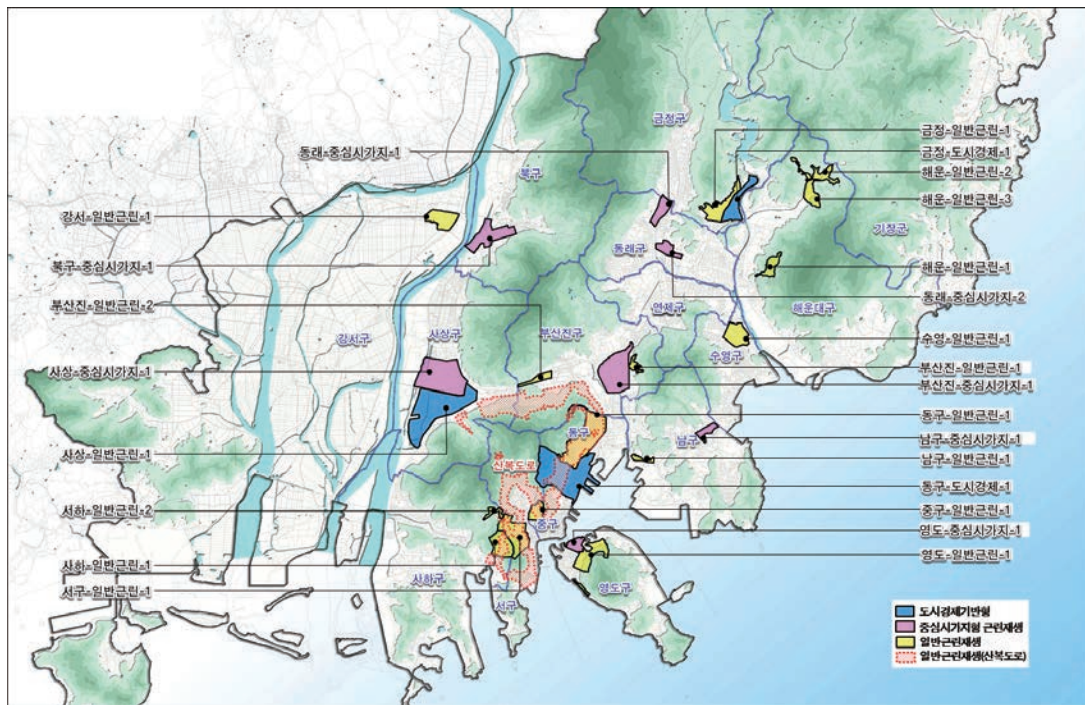 금정구
금정-일반근린-1
금정-도시경제-1
동래-중심시가지-1
해운-일반근린-2
북구
해운-일반근린-3
강서-일반근린-1
기장군
동래구
북구-중심시가지-1
해운-일반근린-1
동래-중심시가지-2
부산진-일반근린-2
연제구
해운대구
강서구
사상구
부산진구
수영구
수영-일반근린-1
사상-중심시가지-1
부산진-일반근린-1
부산진-중심시가지-1
동구-일반근린-1
동구
남구
남구-중심시가지-1
사상-일반근린-1
산복도로
남구-일반근린-1
동구-도시경제-1
서하-일반근린-2
중구
중구-일반근린-1
영도-중심시가지-1
영도-일반근린-1
사하-일반근린-1
사하구
서구-일반근린-1
서구
영도구
도시경제기반형
중심시가지형 근린재생
일반근린재생
일반근린재생(산복도로)